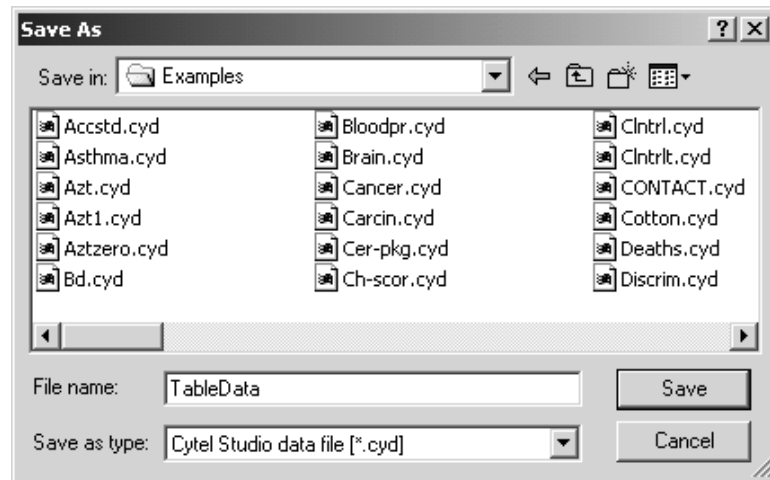 Save As
Save in: Examples
Accstd.cyd
Asthma.cyd
Azt.cyd
Azt1.cyd
Aztzero.cyd
Bd.cyd
Bloodpr.cyd
Brain.cyd
Cancer.cyd
Carcin.cyd
Cer-pkg.cyd
Ch-scor.cyd
Clntrl.cyd
Clntrlt.cyd
CONTACT.cyd
Cotton.cyd
Deaths.cyd
Discrim.cyd
File name: TableData
Save
Save as type: Cytel Studio data file [*.cyd]
Cancel